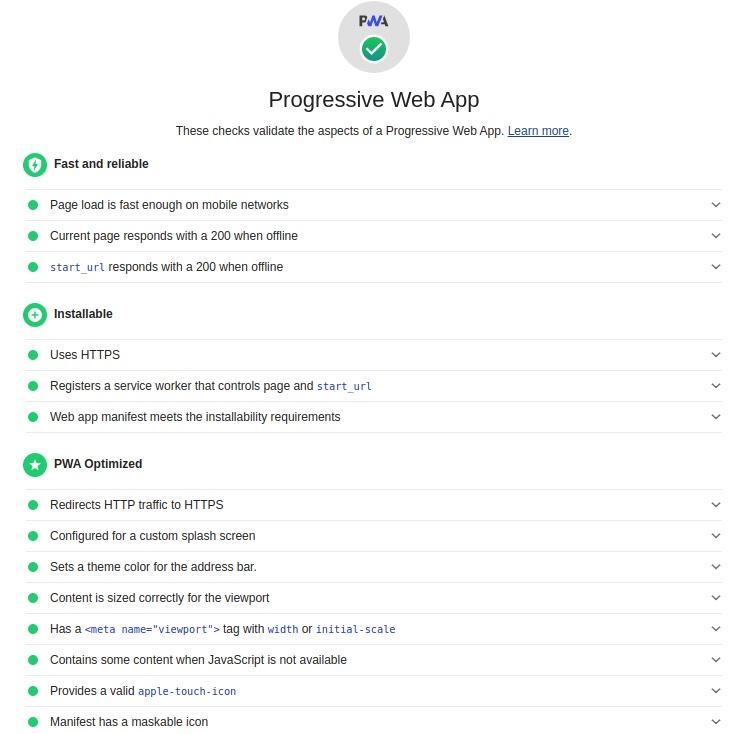 PWA
Progressive Web App
These checks validate the aspects of a Progressive Web App. Learn more.
Fast and reliable
Page load is fast enough on mobile networks
Current page responds with a 200 when offline
start_url responds with a 200 when offline
Installable
Uses HTTPS
Registers a service worker that controls page and start_url
Web app manifest meets the installability requirements
PWA Optimized
Redirects HTTP traffic to HTTPS
Configured for a custom splash screen
Sets a theme color for the address bar.
Content is sized correctly for the viewport
Has a <meta name="viewport"> tag with width or initial-scale
Contains some content when JavaScript is not available
Provides a valid apple-touch-icon
Manifest has a maskable icon